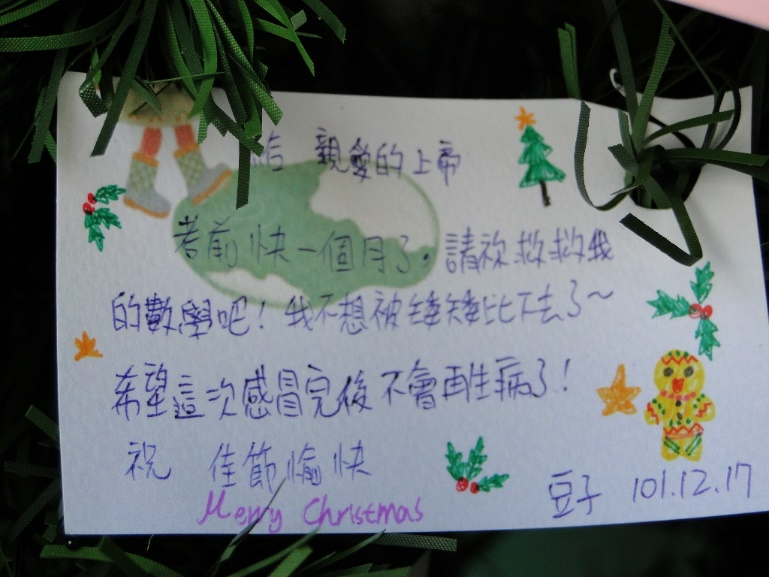 給 親愛的上帝
考前快一個月了。請祢救救我
的數學吧!我不想被矮矮比下去了~
希望這次感冒完後不會再生病了!
祝 佳節愉快
Merry Christmas
豆子 101.12.17